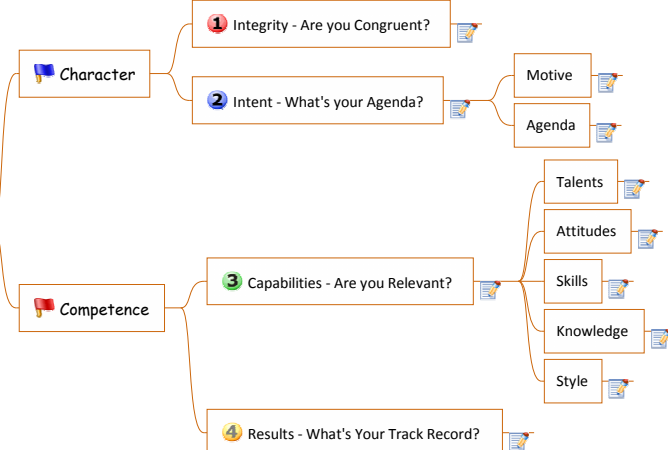 Character
1 Integrity - Are you Congruent?
2 Intent - What's your Agenda?
Motive
Agenda
Competence
3 Capabilities - Are you Relevant?
Talents
Attitudes
Skills
Knowledge
Style
4 Results - What's Your Track Record?